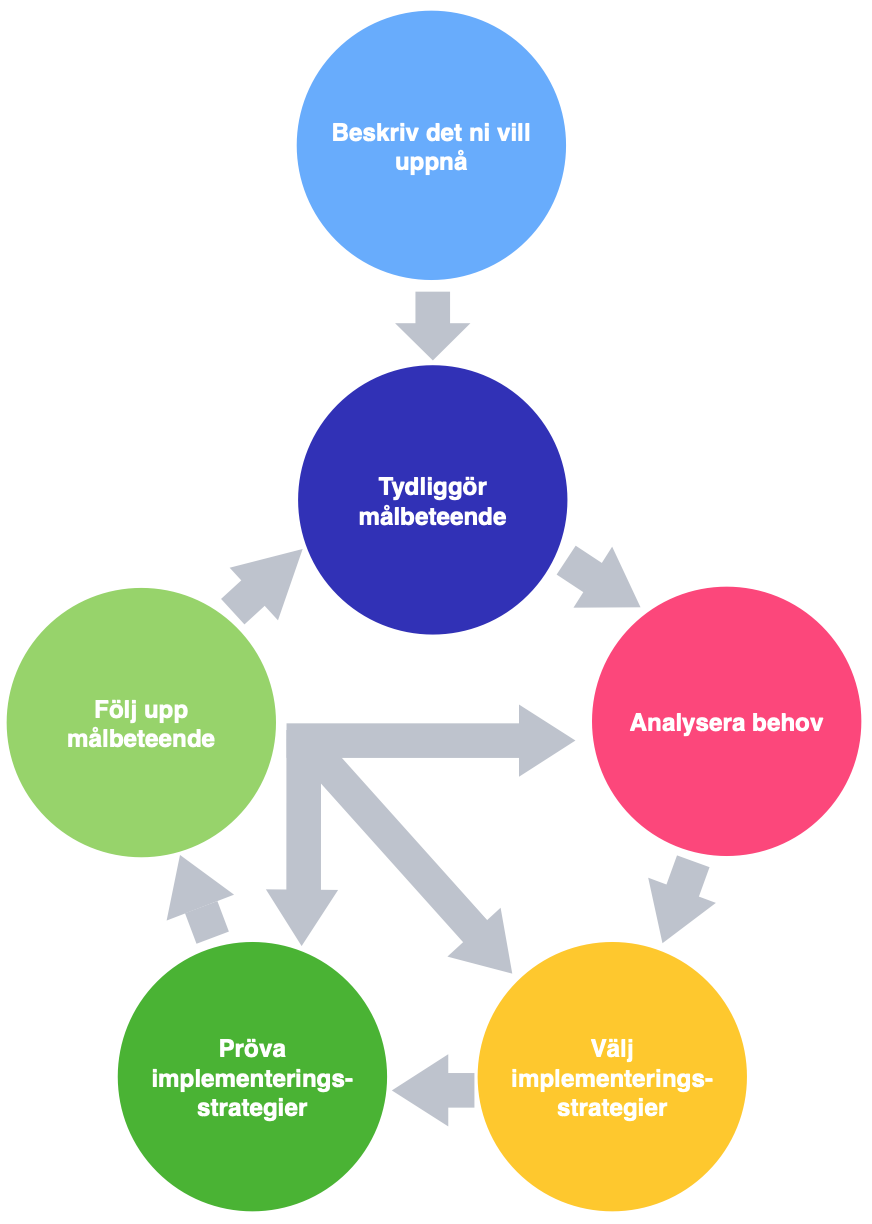 Beskriv det ni vill
uppnå
Tydliggör
målbeteende
Följ upp
målbeteende
Analysera behov
Pröva
implementerings-
strategier
Välj
implementerings-
strategier